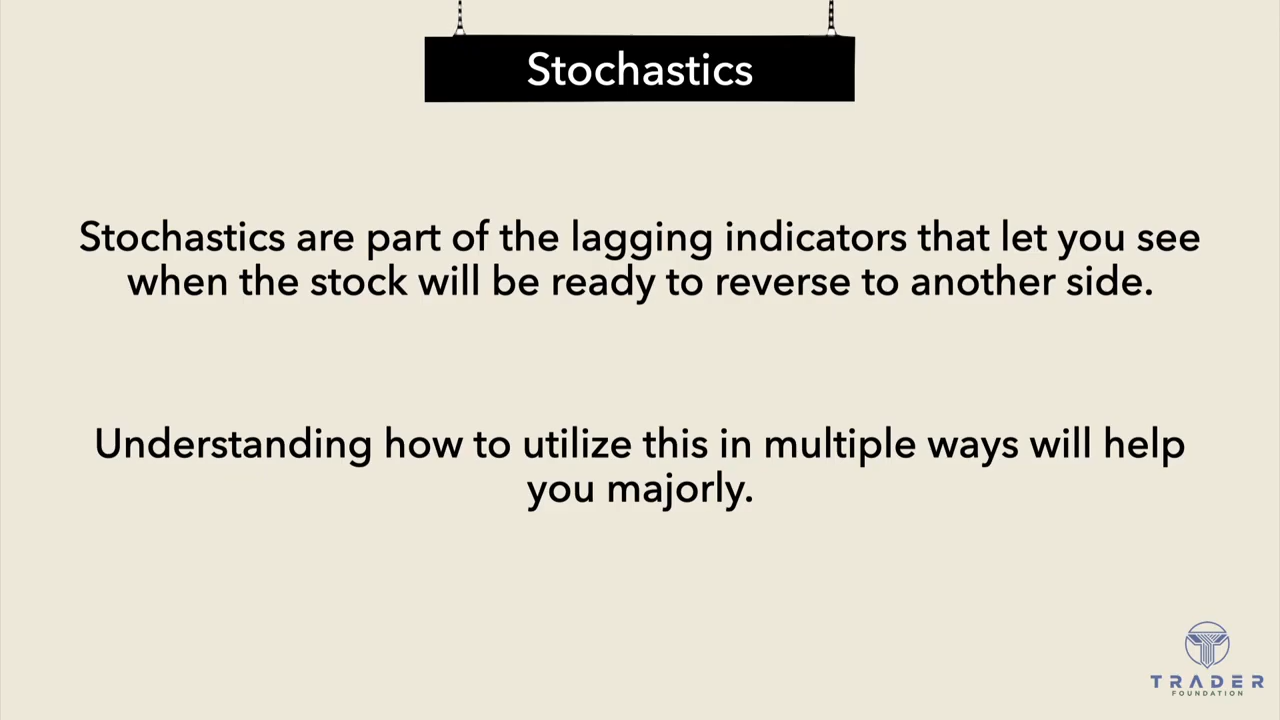 Stochastics
Stochastics are part of the lagging indicators that let you see
when the stock will be ready to reverse to another side.
Understanding how to utilize this in multiple ways will help
you majorly.
TRADER
FOUNDATION